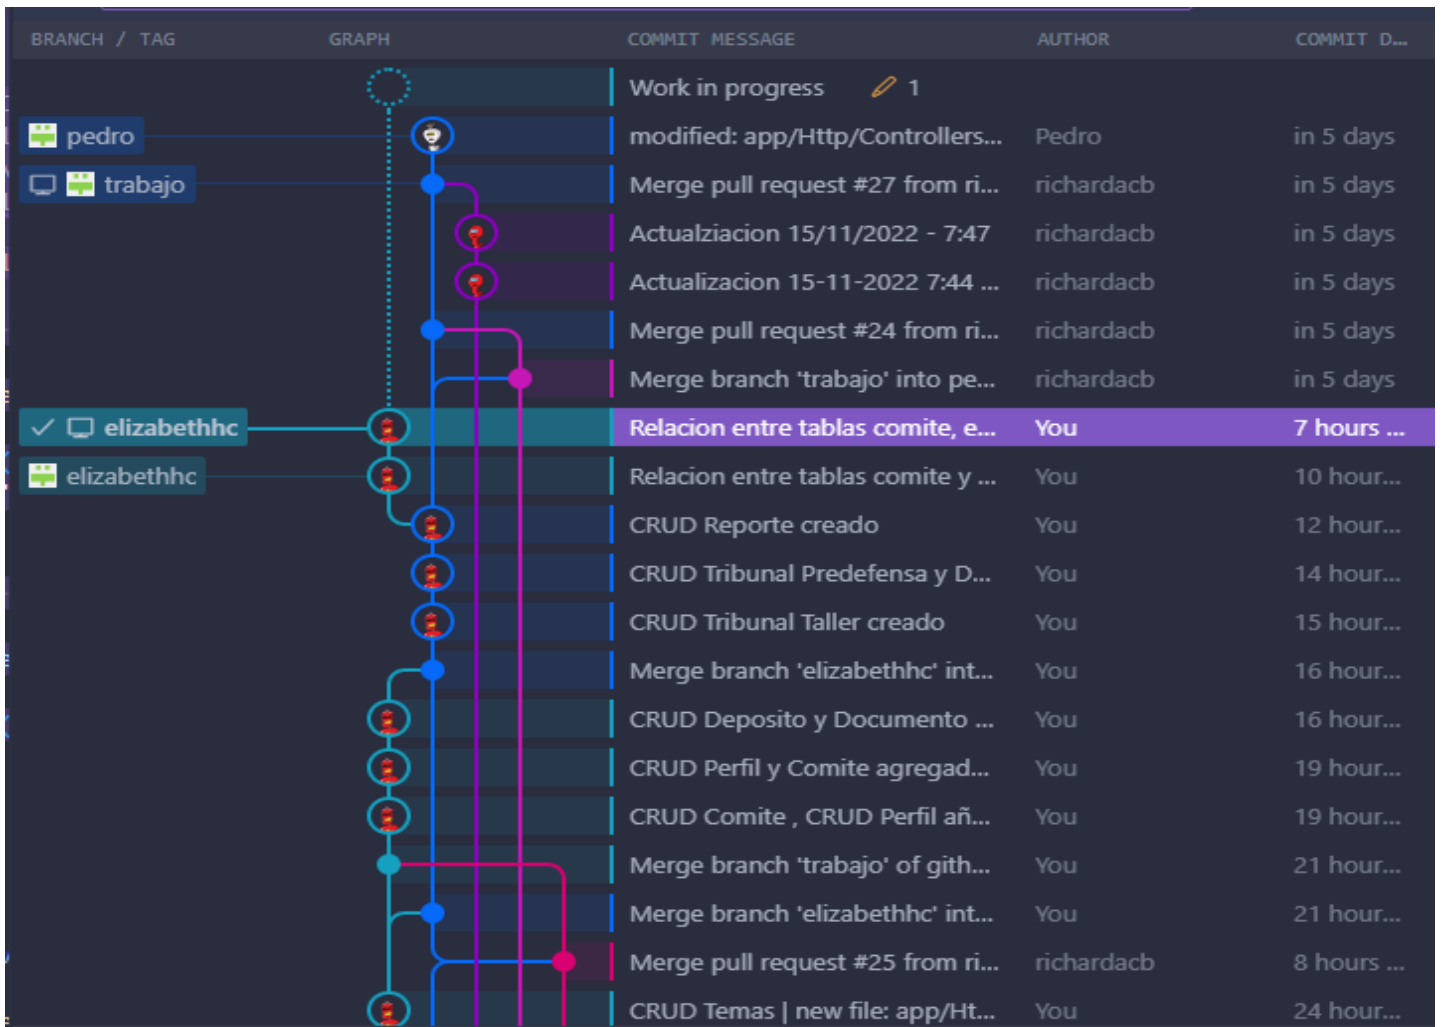 BRANCH / TAG GRAPH COMMIT MESSAGE AUTHOR COMMIT D...
Work in progress 1
pedro modified: app/Http/Controllers... Pedro in 5 days
trabajo Merge pull request #27 from ri... richardacb in 5 days
Actualziacion 15/11/2022 - 7:47 richardacb in 5 days
Actualizacion 15-11-2022 7:44 ... richardacb in 5 days
Merge pull request #24 from ri... richardacb in 5 days
Merge branch 'trabajo' into pe... richardacb in 5 days
elizabethhc Relacion entre tablas comite, e... You 7 hours ...
elizabethhc Relacion entre tablas comite y ... You 10 hour...
CRUD Reporte creado You 12 hour...
CRUD Tribunal Predefensa y D... You 14 hour...
CRUD Tribunal Taller creado You 15 hour...
Merge branch 'elizabethhc' int... You 16 hour...
CRUD Deposito y Documento ... You 16 hour...
CRUD Perfil y Comite agregad... You 19 hour...
CRUD Comite , CRUD Perfil añ... You 19 hour...
Merge branch 'trabajo' of gith... You 21 hour...
Merge branch 'elizabethhc' int... You 21 hour...
Merge pull request #25 from ri... richardacb 8 hours ...
CRUD Temas | new file: app/Ht... You 24 hour...